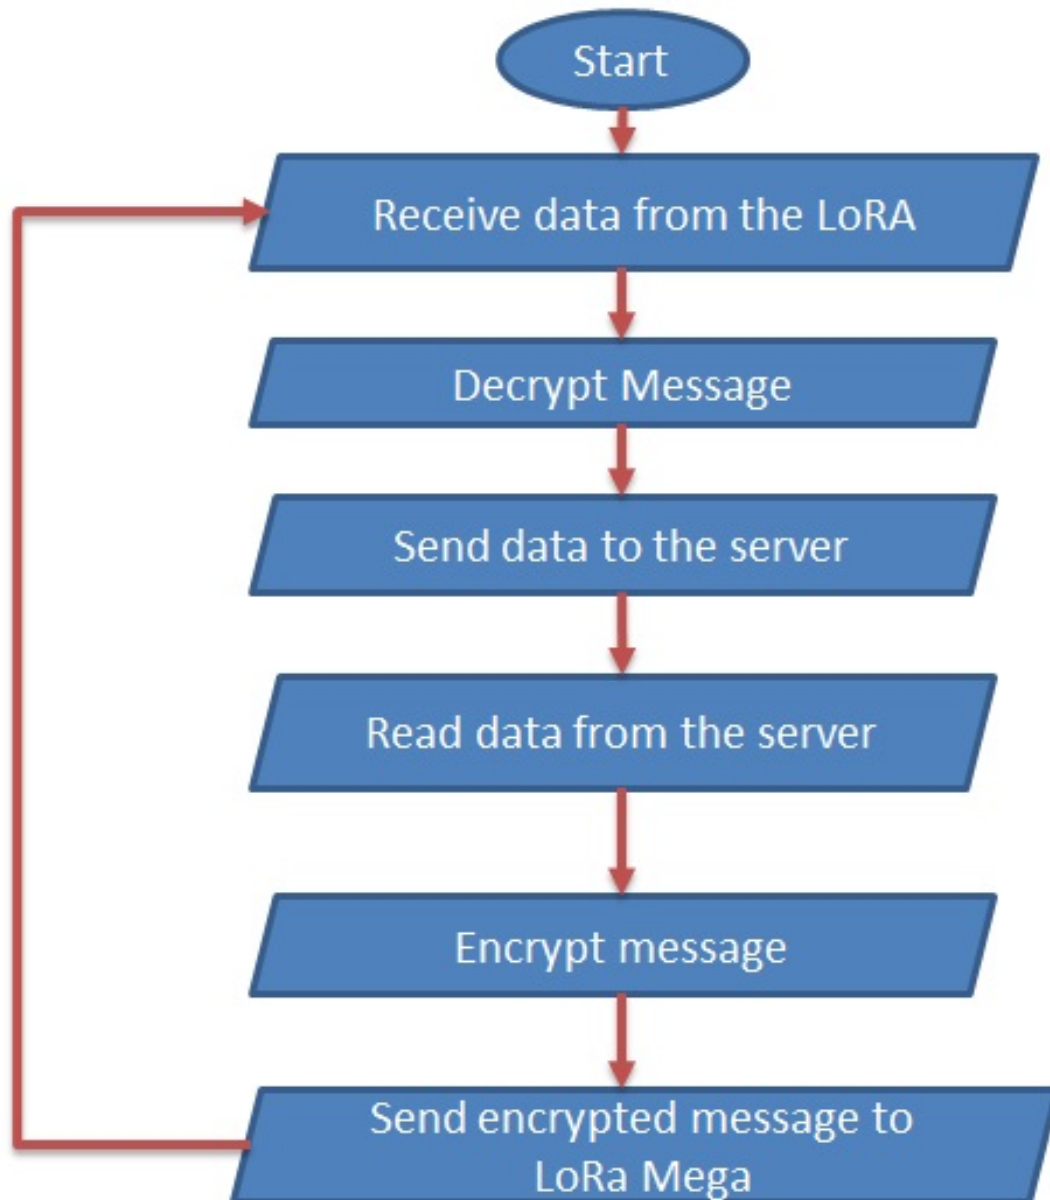 Start
Receive data from the LoRA
Decrypt Message
Send data to the server
Read data from the server
Encrypt message
Send encrypted message to
LoRa Mega